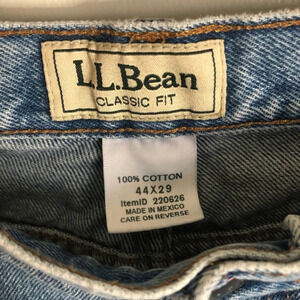 L.L.Bean
CLASSIC FIT
100% COTTON
44X29
ItemID 220626
MADE IN MEXICO
CARE ON REVERSE